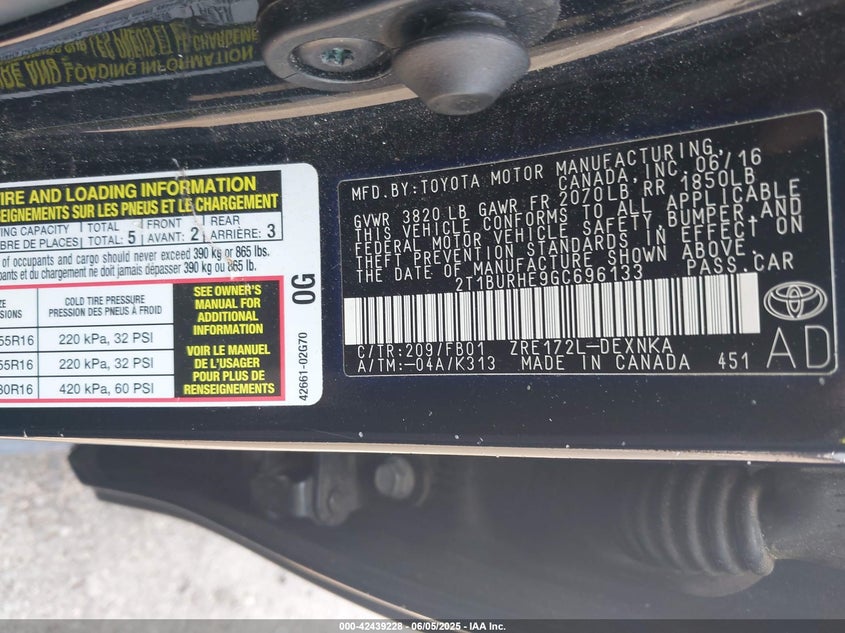 TIRE AND LOADING INFORMATION
RENSEIGNEMENTS SUR LES PNEUS ET LE CHARGEMENT
TOTAL FRONT REAR
CAPACITY
DE PLACES TOTAL: 5 AVANT: 2 ARRIÈRE: 3
of occupants and cargo should never exceed 390 kg or 865 lbs.
et du chargement ne doit jamais dépasser 390 kg ou 865 lb.
COLD TIRE PRESSURE
PRESSION DES PNEUS À FROID
55R16 220 kPa, 32 PSI
55R16 220 kPa, 32 PSI
80R16 420 kPa, 60 PSI
SEE OWNER'S
MANUAL FOR
ADDITIONAL
INFORMATION
VOIR LE MANUEL
DE L'USAGER
POUR PLUS DE
RENSEIGNEMENTS
0G
42661-02G70
MFD. BY: TOYOTA MOTOR MANUFACTURING,
CANADA, INC. 06/16
GVWR 3820 LB GAWR FR 2070LB, RR 1850LB
THIS VEHICLE CONFORMS TO ALL APPLICABLE
FEDERAL MOTOR VEHICLE SAFETY, BUMPER, AND
THEFT PREVENTION STANDARDS IN EFFECT ON
THE DATE OF MANUFACTURE SHOWN ABOVE.
2T1BURHE9GC696133 PASS. CAR
C/TR: 209/FB01 ZRE172L-DEXNKA
A/TM: -04A/K313 MADE IN CANADA 451
AD
000-42439228 - 06/05/2025 - IAA Inc.